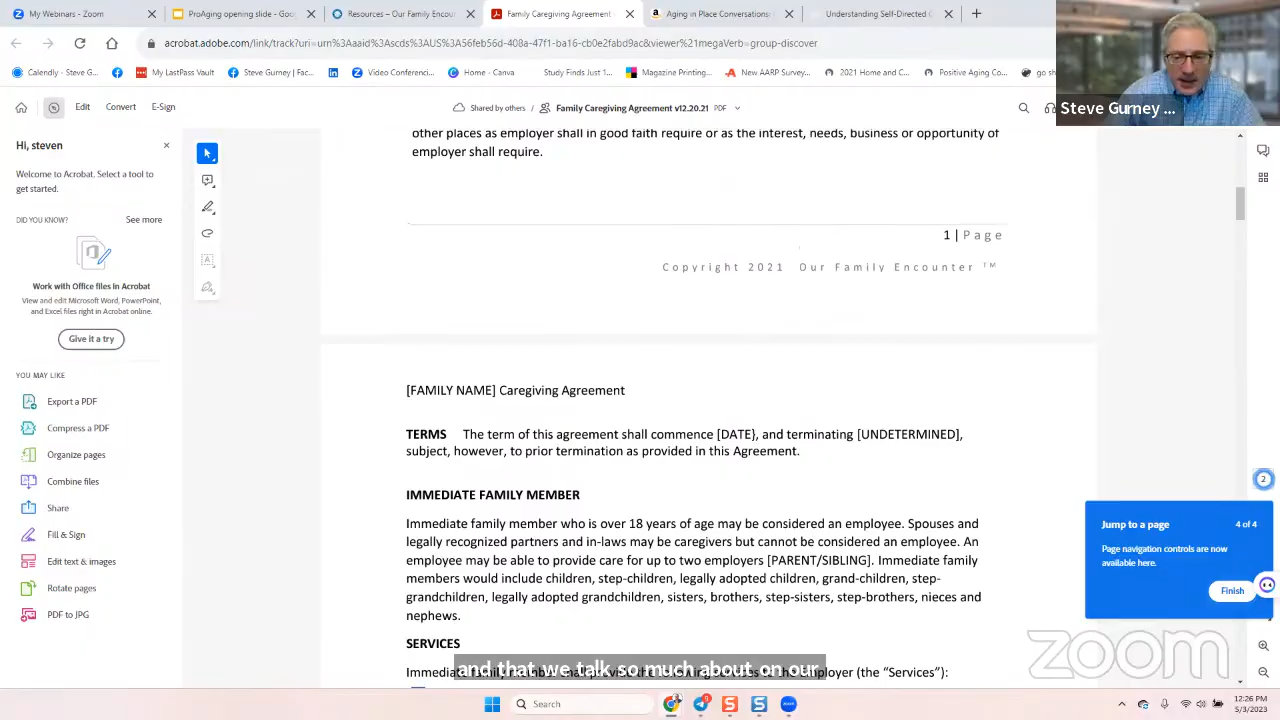 ProAging opening slide - Goo
Resources – Our Family Encou
Family Caregiving Agreement
Aging in Place Conversations
Understanding Self-Directed C
acrobat.adobe.com/link/track?uri=urn%3Aaaid%3Ascds%3AUS%3A56fbe56d-408a-47f1-ba16-cb0e2fabd9ac&viewer%21megaVerb=group-discover
Calendly - Steve G...
My LastPass Vault
Steve Gurney | Fac...
Video Conferenci...
Home - Canva
Study Finds Just 1...
Magazine Printing...
New AARP Survey...
2021 Home and C...
Positive Aging Co...
go sh
Steve Gurney ...
Edit
Convert
E-Sign
Shared by others / Family Caregiving Agreement v12.20.21 PDF
other places as employer shall in good faith require or as the interest, needs, business or opportunity of
employer shall require.
Hi, steven
Welcome to Acrobat. Select a tool to
get started.
DID YOU KNOW?
See more
Work with Office files in Acrobat
View and edit Microsoft Word, PowerPoint,
and Excel files right in Acrobat online.
Give it a try
YOU MAY LIKE
Export a PDF
Compress a PDF
Organize pages
Combine files
Share
Fill & Sign
Edit text & images
Rotate pages
PDF to JPG
1 | Page
Copyright 2021 Our Family Encounter ™
[FAMILY NAME] Caregiving Agreement
TERMS The term of this agreement shall commence [DATE}, and terminating [UNDETERMINED],
subject, however, to prior termination as provided in this Agreement.
IMMEDIATE FAMILY MEMBER
Immediate family member who is over 18 years of age may be considered an employee. Spouses and
legally recognized partners and in-laws may be caregivers but cannot be considered an employee. An
employee may be able to provide care for up to two employers [PARENT/SIBLING]. Immediate family
members would include children, step-children, legally adopted children, grand-children, step-
grandchildren, legally adopted grandchildren, sisters, brothers, step-sisters, step-brothers, nieces and
nephews.
SERVICES
(the “Services”):
and that we talk so much about on our
2
Jump to a page
4 of 4
Page navigation controls are now
available here.
Finish
zoom
Search
12:26 PM
5/3/2023